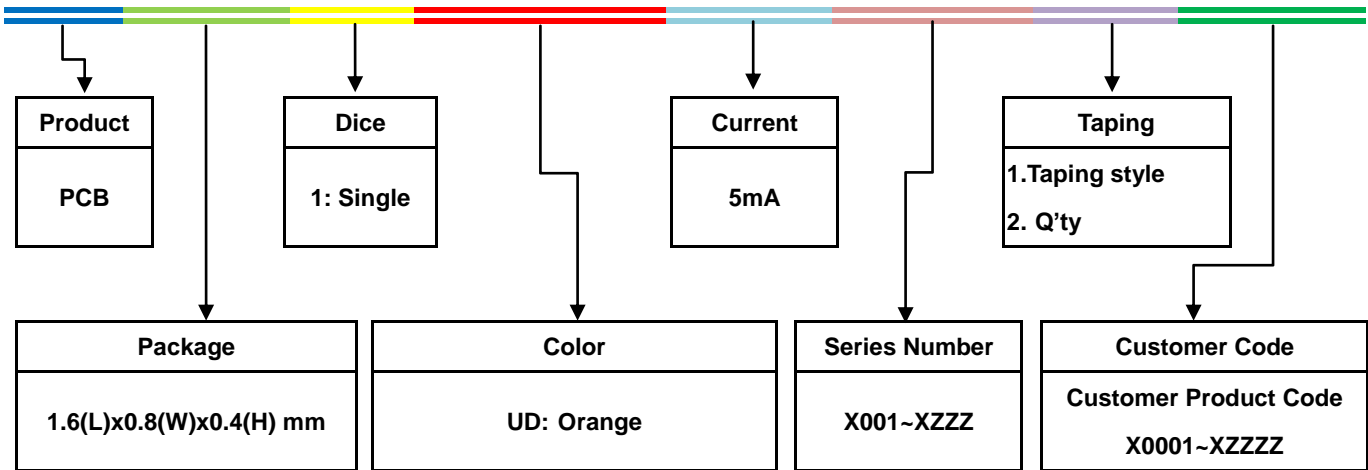 Product
PCB
Dice
1: Single
Current
5mA
Taping
1.Taping style
2. Q’ty
Package
1.6(L)x0.8(W)x0.4(H) mm
Color
UD: Orange
Series Number
X001~XZZZ
Customer Code
Customer Product Code
X0001~XZZZZ